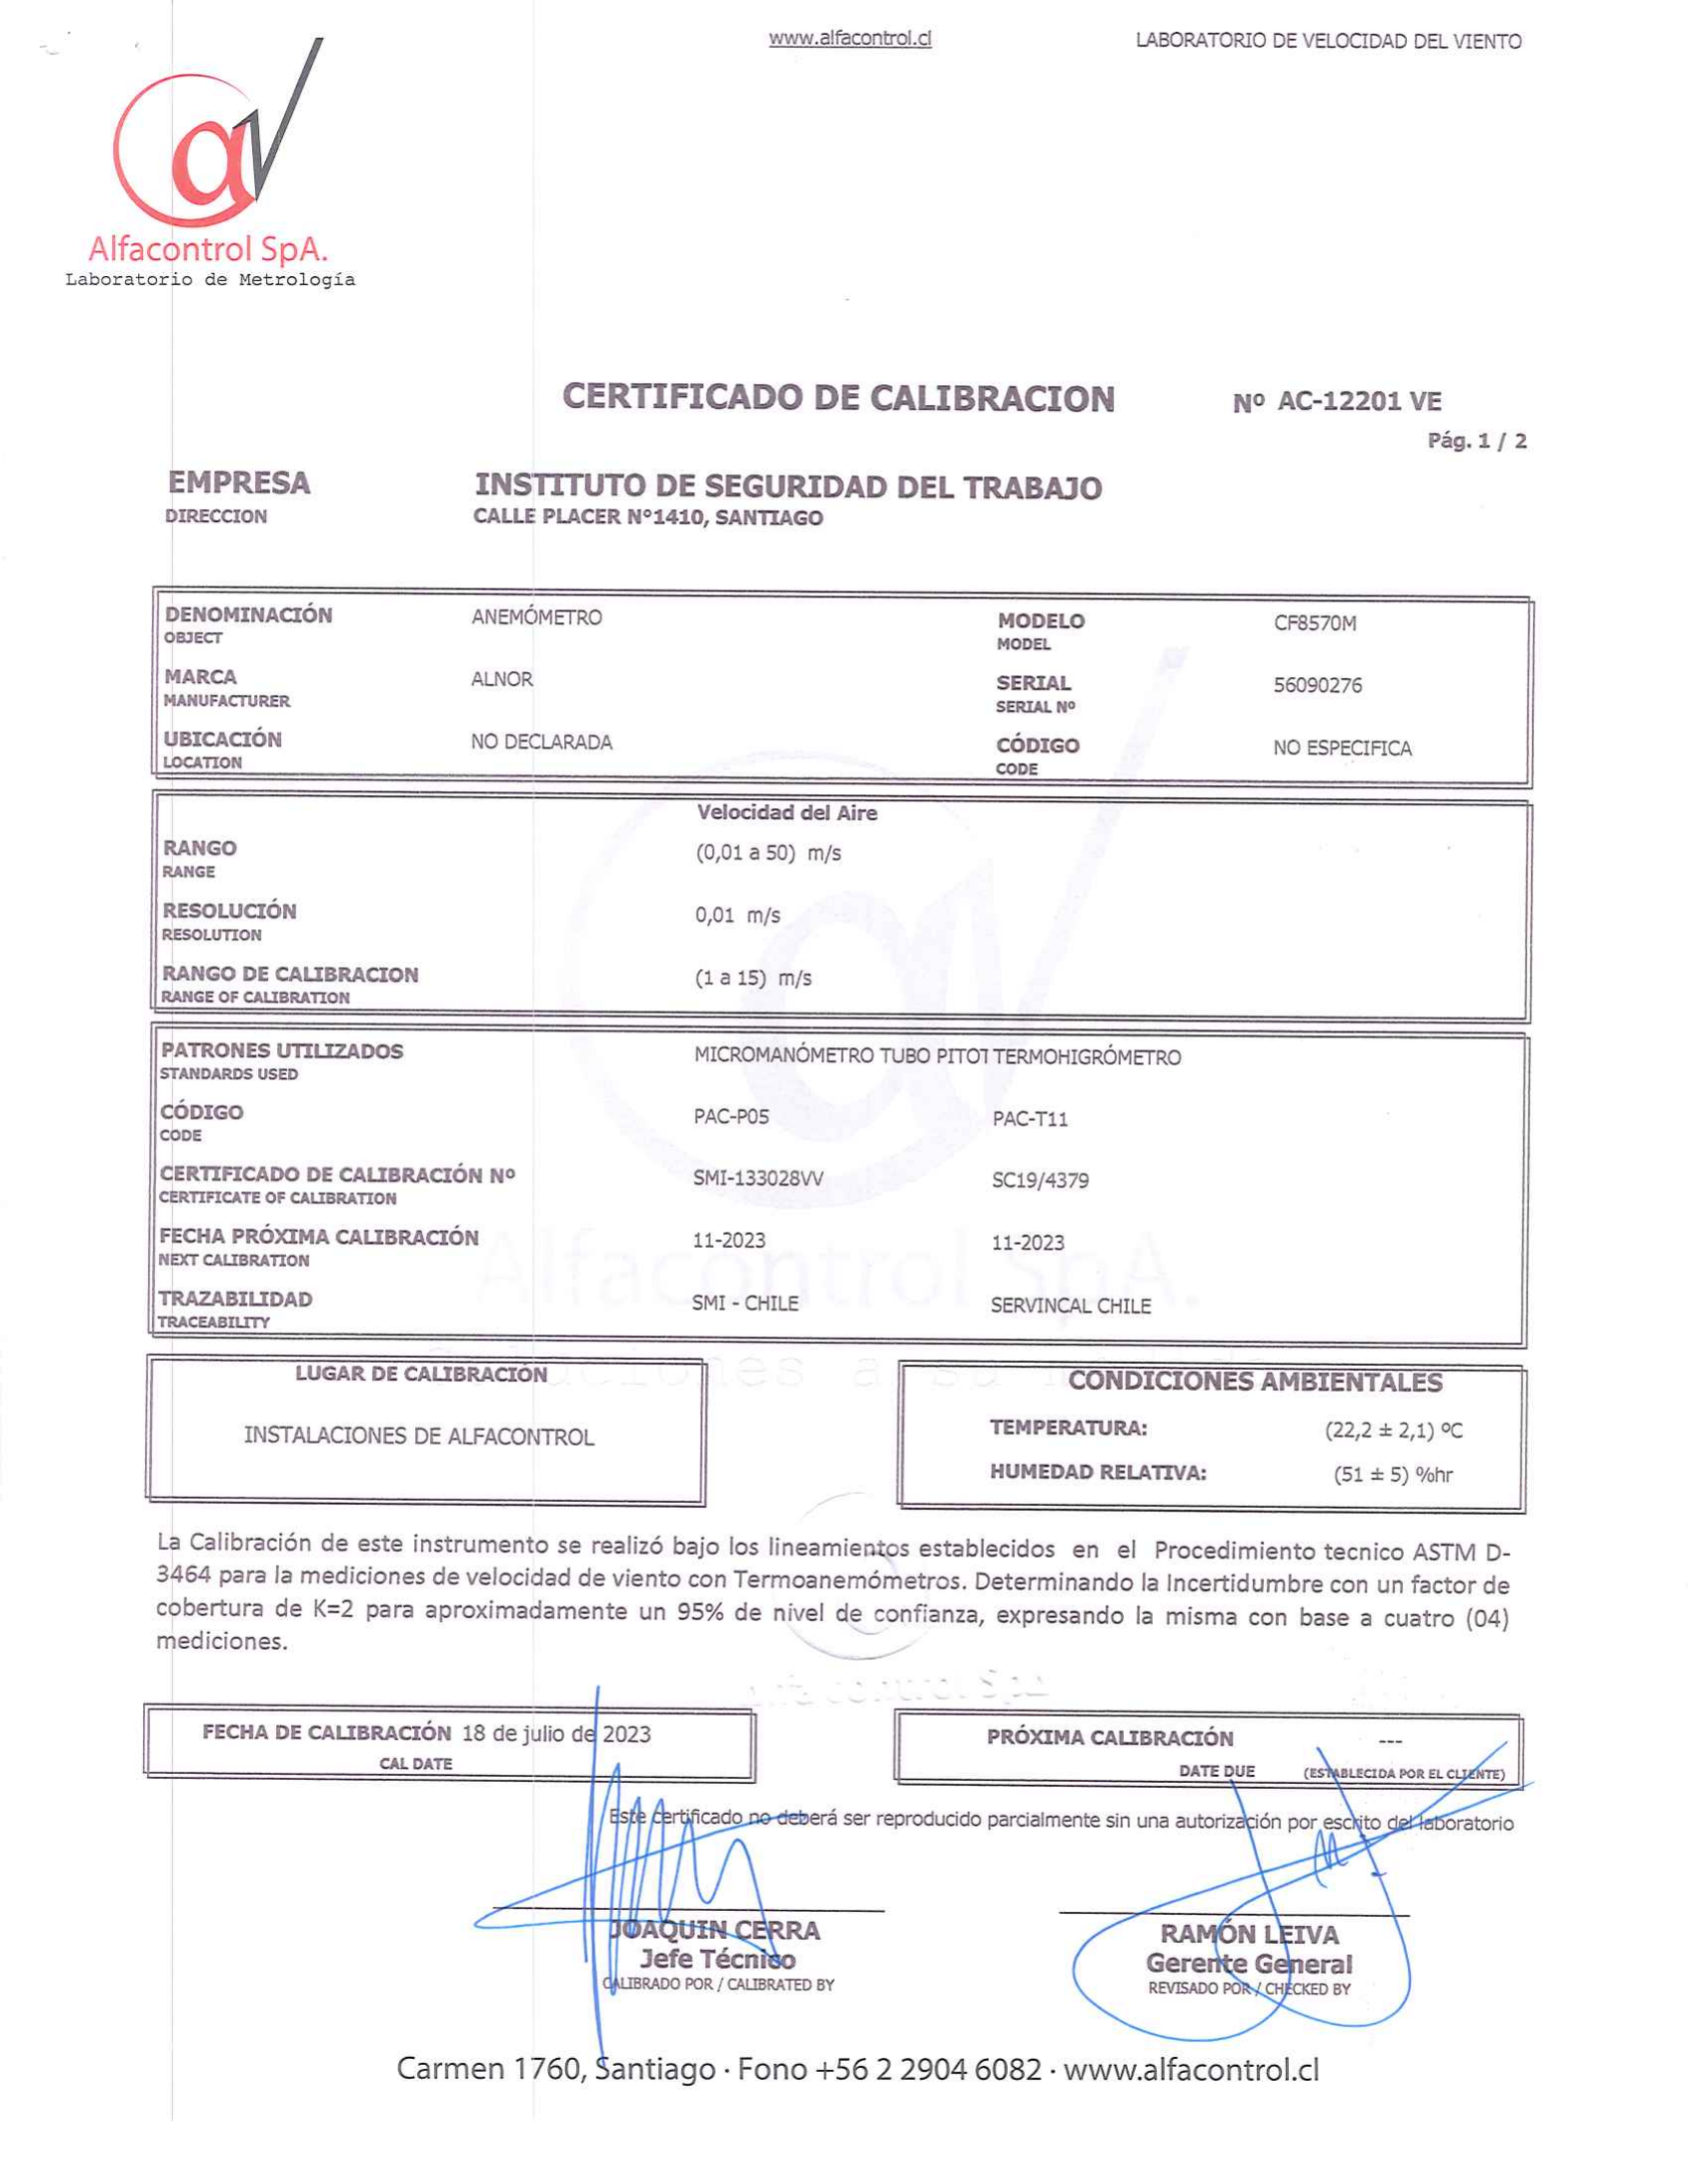 www.alfacontrol.cl LABORATORIO DE VELOCIDAD DEL VIENTO
Alfacontrol SpA.
Laboratorio de Metrología
CERTIFICADO DE CALIBRACION Nº AC-12201 VE
Pág. 1 / 2
EMPRESA INSTITUTO DE SEGURIDAD DEL TRABAJO
DIRECCION CALLE PLACER Nº1410, SANTIAGO
DENOMINACIÓN ANEMÓMETRO MODELO CF8570M
OBJECT MODEL
MARCA ALNOR SERIAL 56090276
MANUFACTURER SERIAL Nº
UBICACIÓN NO DECLARADA CÓDIGO NO ESPECIFICA
LOCATION CODE
Velocidad del Aire
RANGO (0,01 a 50) m/s
RANGE
RESOLUCIÓN 0,01 m/s
RESOLUTION
RANGO DE CALIBRACION (1 a 15) m/s
RANGE OF CALIBRATION
PATRONES UTILIZADOS MICROMANÓMETRO TUBO PITOT TERMOHIGRÓMETRO
STANDARDS USED
CÓDIGO PAC-P05 PAC-T11
CODE
CERTIFICADO DE CALIBRACIÓN Nº SMI-133028VV SC19/4379
CERTIFICATE OF CALIBRATION
FECHA PRÓXIMA CALIBRACIÓN 11-2023 11-2023
NEXT CALIBRATION
TRAZABILIDAD SMI - CHILE SERVINCAL CHILE
TRACEABILITY
Alfacontrol SpA.
LUGAR DE CALIBRACIÓN CONDICIONES AMBIENTALES
INSTALACIONES DE ALFACONTROL TEMPERATURA: (22,2 ± 2,1) ºC
HUMEDAD RELATIVA: (51 ± 5) %hr
La Calibración de este instrumento se realizó bajo los lineamientos establecidos en el Procedimiento tecnico ASTM D-
3464 para la mediciones de velocidad de viento con Termoanemómetros. Determinando la Incertidumbre con un factor de
cobertura de K=2 para aproximadamente un 95% de nivel de confianza, expresando la misma con base a cuatro (04)
mediciones.
Alfacontrol SpA
FECHA DE CALIBRACIÓN 18 de julio de 2023 PRÓXIMA CALIBRACIÓN ---
CAL DATE DATE DUE (ESTABLECIDA POR EL CLIENTE)
Este certificado no deberá ser reproducido parcialmente sin una autorización por escrito del laboratorio
JOAQUIN CERRA RAMÓN LEIVA
Jefe Técnico Gerente General
CALIBRADO POR / CALIBRATED BY REVISADO POR / CHECKED BY
Carmen 1760, Santiago · Fono +56 2 2904 6082 · www.alfacontrol.cl